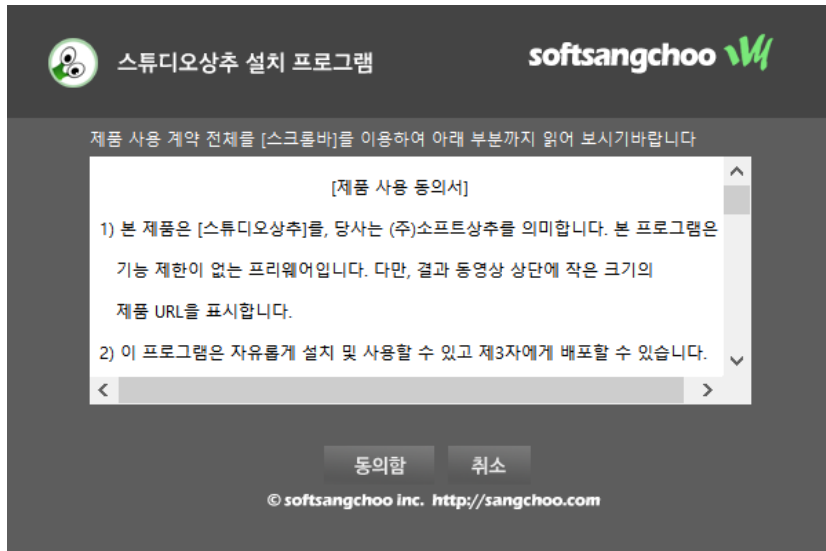 스튜디오상추 설치 프로그램
softsangchoo
제품 사용 계약 전체를 [스크롤바]를 이용하여 아래 부분까지 읽어 보시기바랍니다
[제품 사용 동의서]
1) 본 제품은 [스튜디오상추]를, 당사는 (주)소프트상추를 의미합니다. 본 프로그램은
기능 제한이 없는 프리웨어입니다. 다만, 결과 동영상 상단에 작은 크기의
제품 URL을 표시합니다.
2) 이 프로그램은 자유롭게 설치 및 사용할 수 있고 제3자에게 배포할 수 있습니다.
동의함
취소
© softsangchoo inc. http://sangchoo.com